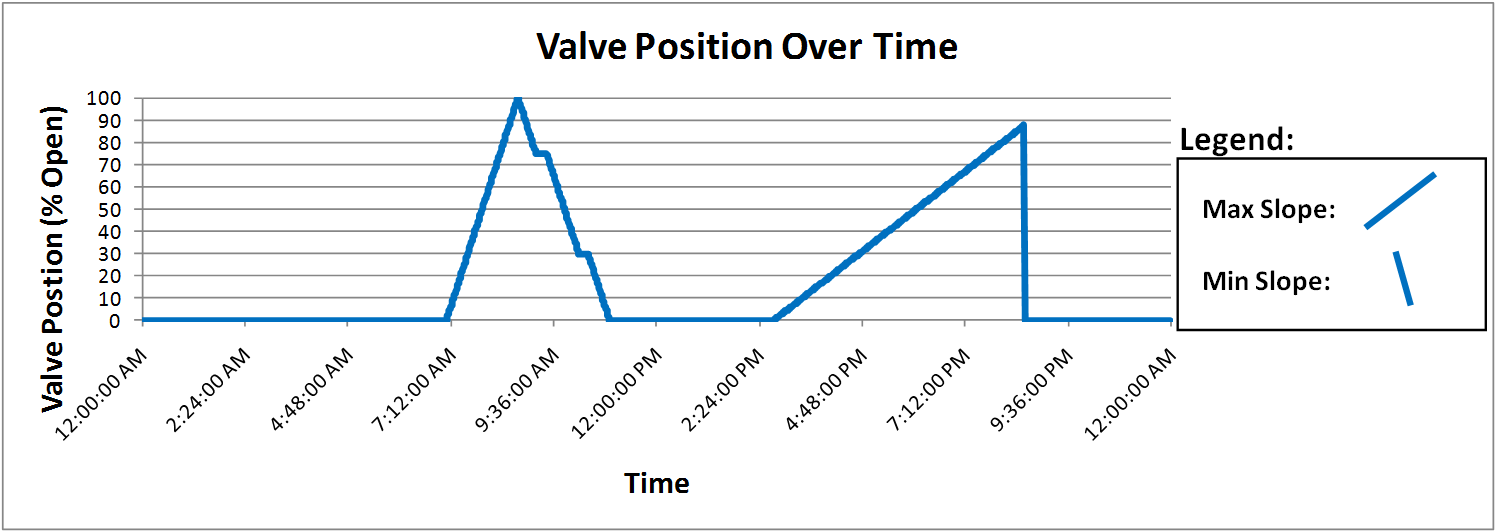 Valve Position Over Time
Valve Postion (% Open)
100
90
80
70
60
50
40
30
20
10
0
12:00:00 AM
2:24:00 AM
4:48:00 AM
7:12:00 AM
9:36:00 AM
12:00:00 PM
2:24:00 PM
4:48:00 PM
7:12:00 PM
9:36:00 PM
12:00:00 AM
Time
Legend:
Max Slope:
Min Slope: